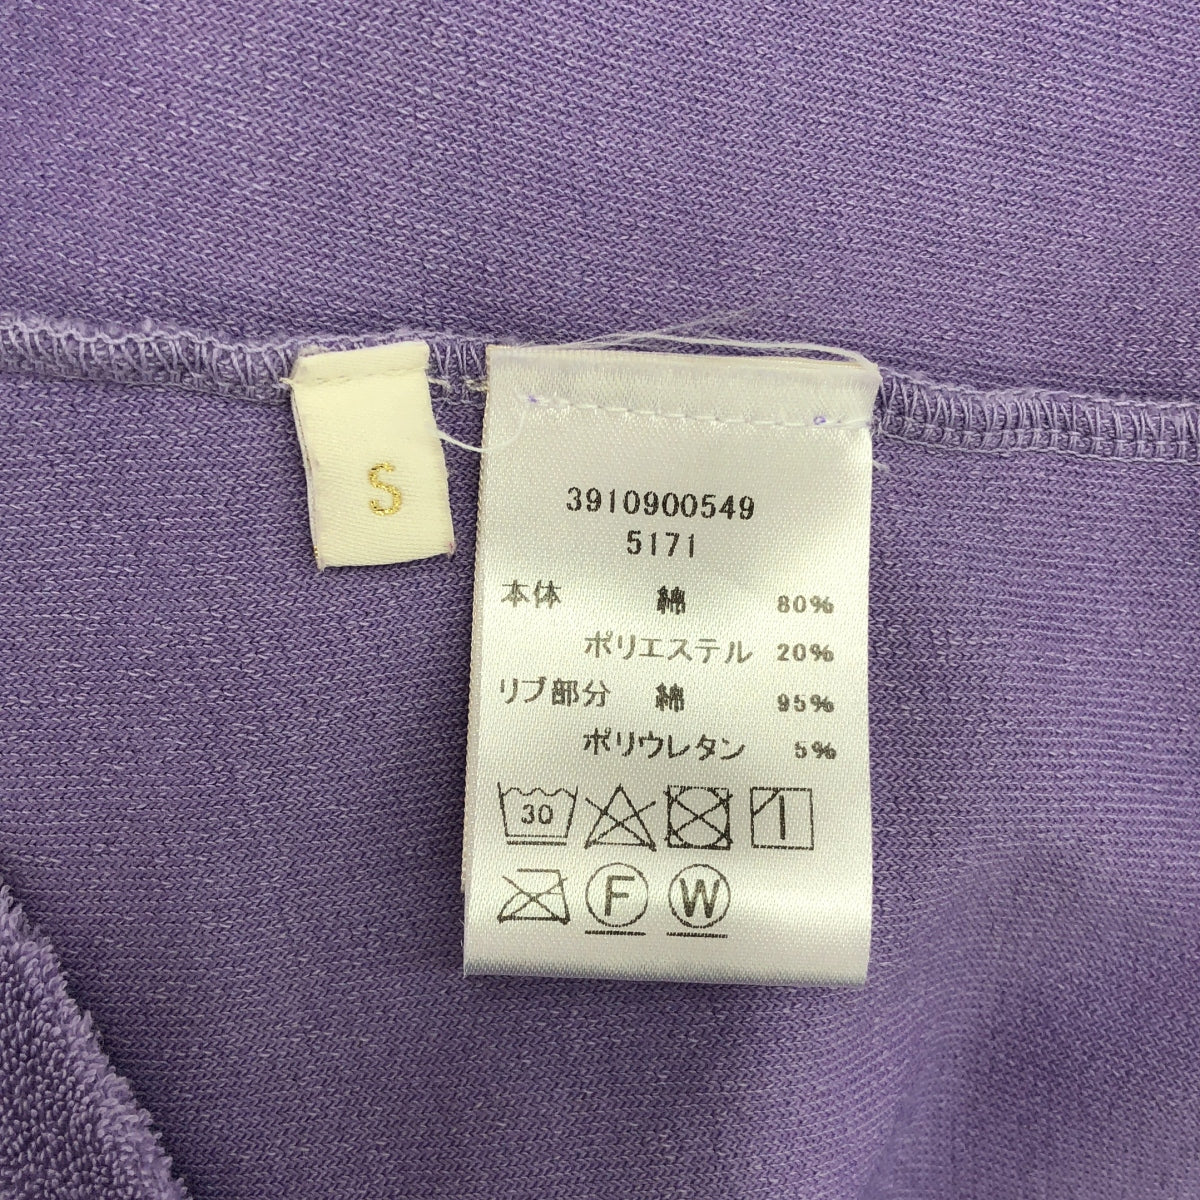 S
3910900549
5171
本体 綿 80%
ポリエステル 20%
リブ部分 綿 95%
ポリウレタン 5%
30
F W